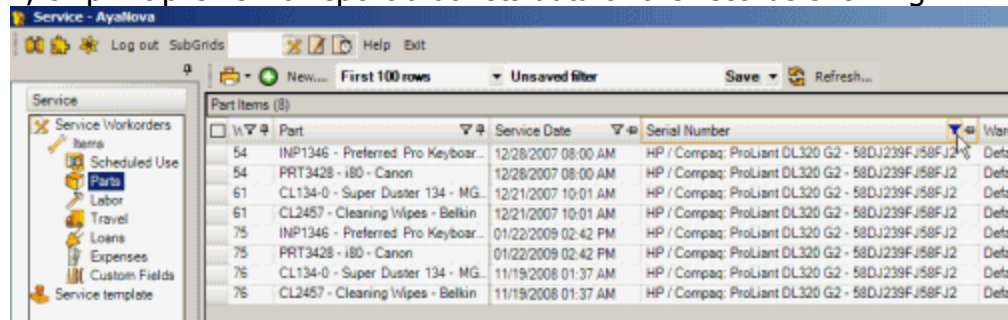 Service - AyaNova
Log out SubGrids Help Exit
New... First 100 rows Unsaved filter Save Refresh...
Service
Part Items (8)
Service Workorders
Items
Scheduled Use
Parts
Labor
Travel
Loans
Expenses
Custom Fields
Service template
Part Service Date Serial Number
54 INP1346 - Preferred Pro Keyboar... 12/28/2007 08:00 AM HP / Compaq: ProLiant DL320 G2 - 58DJ239FJ58FJ2 Defa
54 PRT3428 - i80 - Canon 12/28/2007 08:00 AM HP / Compaq: ProLiant DL320 G2 - 58DJ239FJ58FJ2 Defa
61 CL134-0 - Super Duster 134 - MG... 12/21/2007 10:01 AM HP / Compaq: ProLiant DL320 G2 - 58DJ239FJ58FJ2 Defa
61 CL2457 - Cleaning Wipes - Belkin 12/21/2007 10:01 AM HP / Compaq: ProLiant DL320 G2 - 58DJ239FJ58FJ2 Defa
75 INP1346 - Preferred Pro Keyboar... 01/22/2009 02:42 PM HP / Compaq: ProLiant DL320 G2 - 58DJ239FJ58FJ2 Defa
75 PRT3428 - i80 - Canon 01/22/2009 02:42 PM HP / Compaq: ProLiant DL320 G2 - 58DJ239FJ58FJ2 Defa
76 CL134-0 - Super Duster 134 - MG... 11/19/2008 01:37 AM HP / Compaq: ProLiant DL320 G2 - 58DJ239FJ58FJ2 Defa
76 CL2457 - Cleaning Wipes - Belkin 11/19/2008 01:37 AM HP / Compaq: ProLiant DL320 G2 - 58DJ239FJ58FJ2 Defa